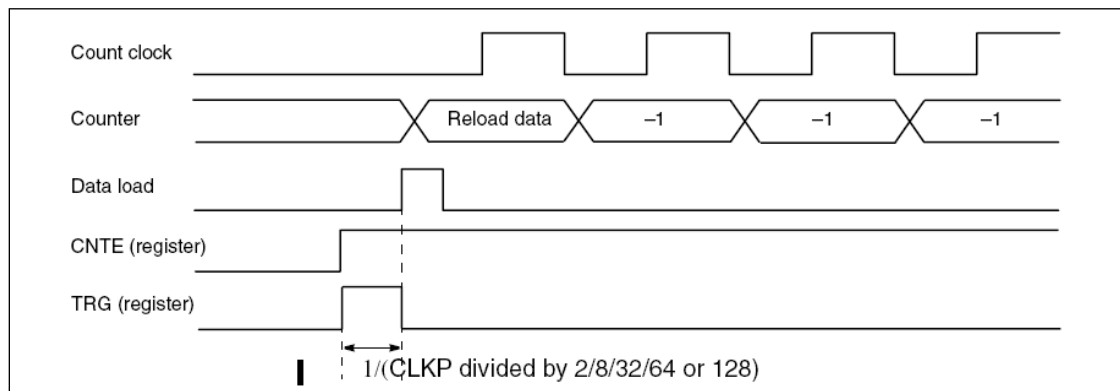 Count clock
Counter
Reload data
–1
–1
–1
Data load
CNTE (register)
TRG (register)
1/(CLKP divided by 2/8/32/64 or 128)